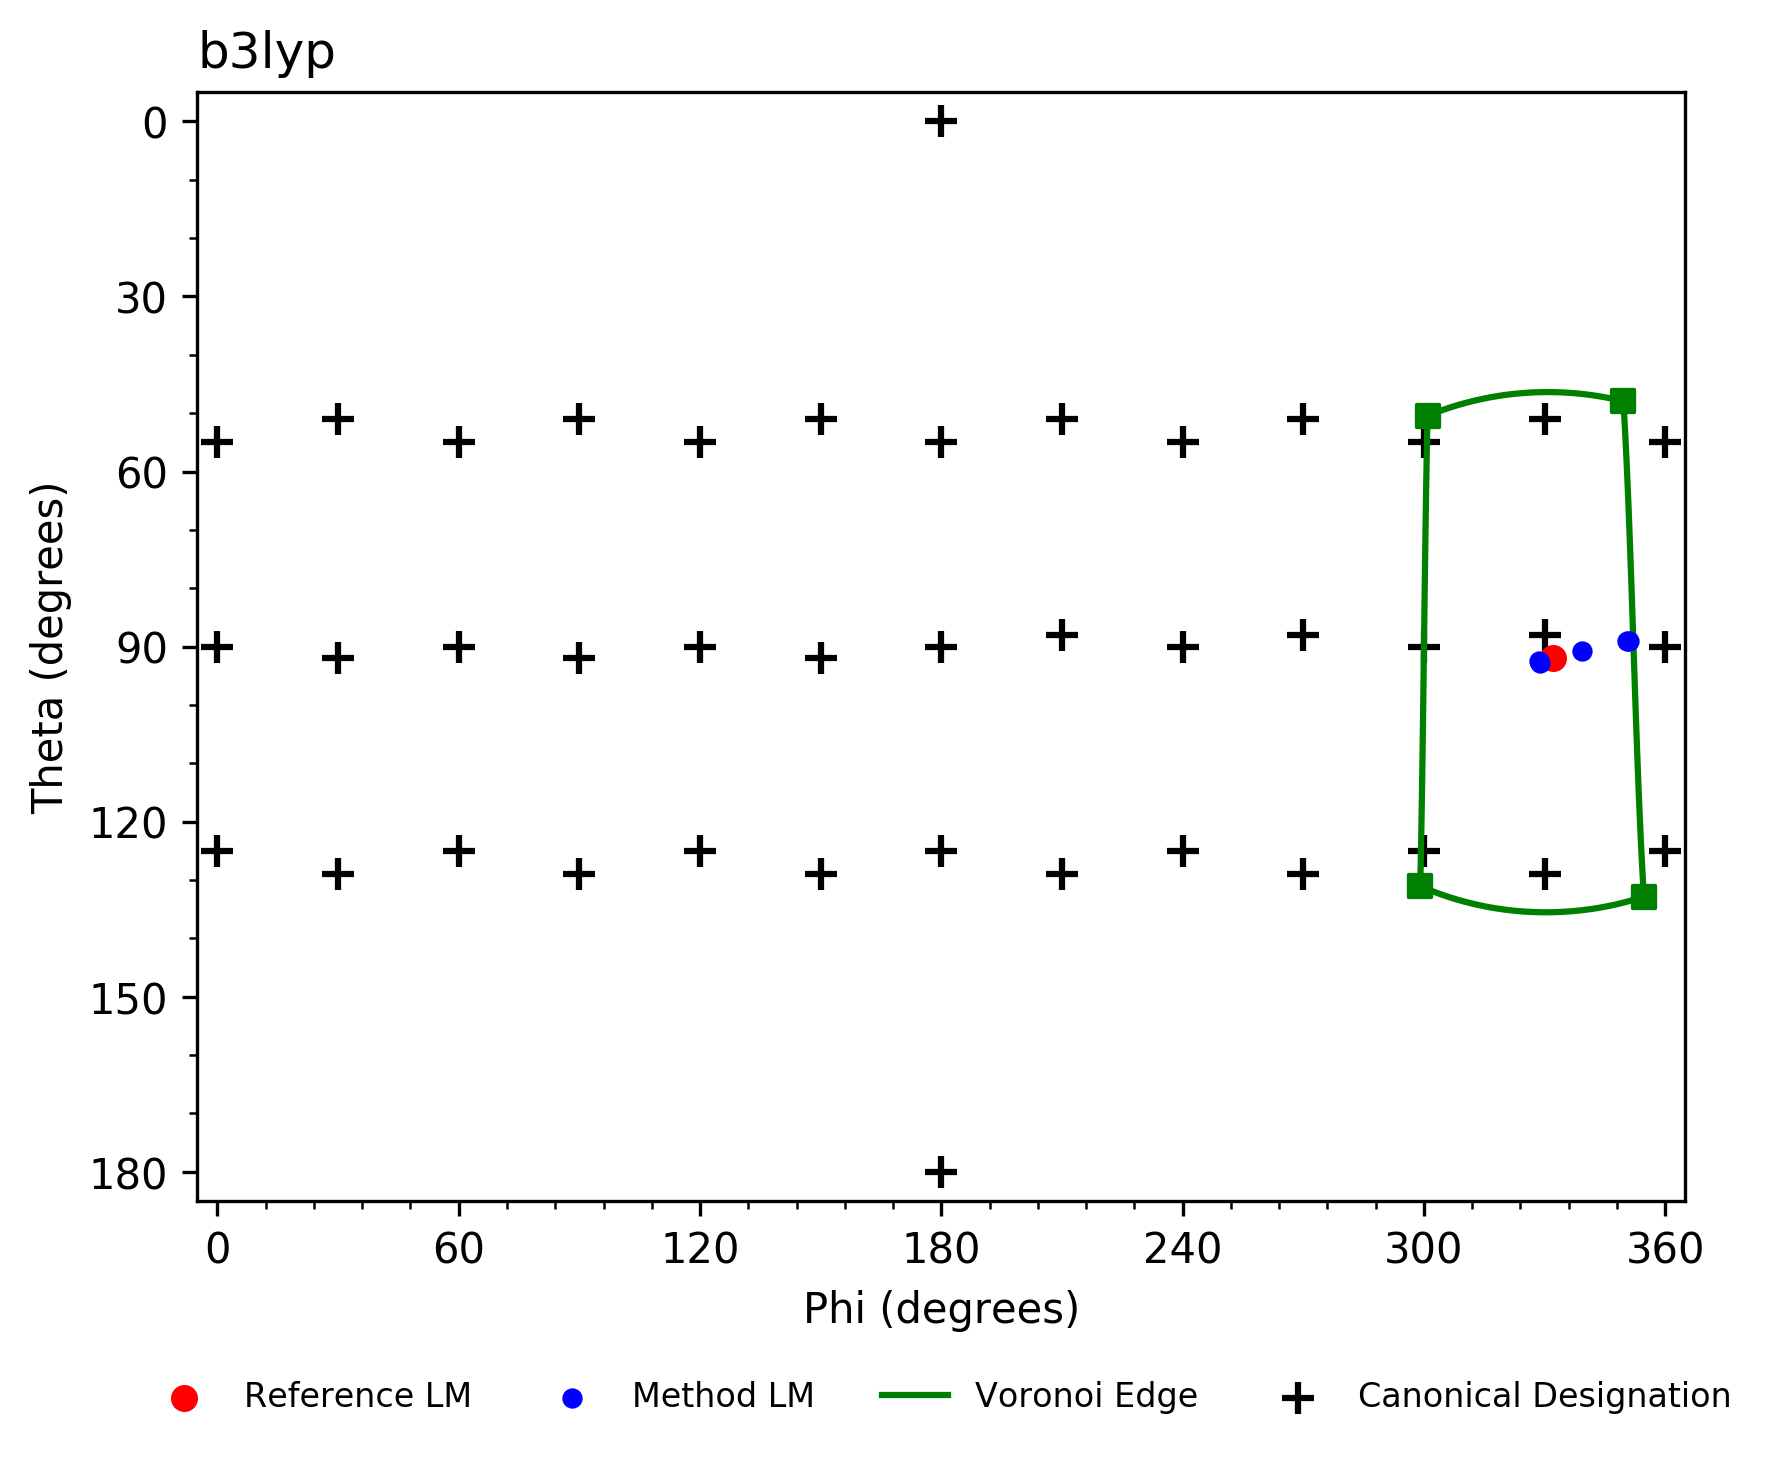 b3lyp
0
30
60
90
120
150
180
Theta (degrees)
0 60 120 180 240 300 360
Phi (degrees)
Reference LM Method LM Voronoi Edge Canonical Designation